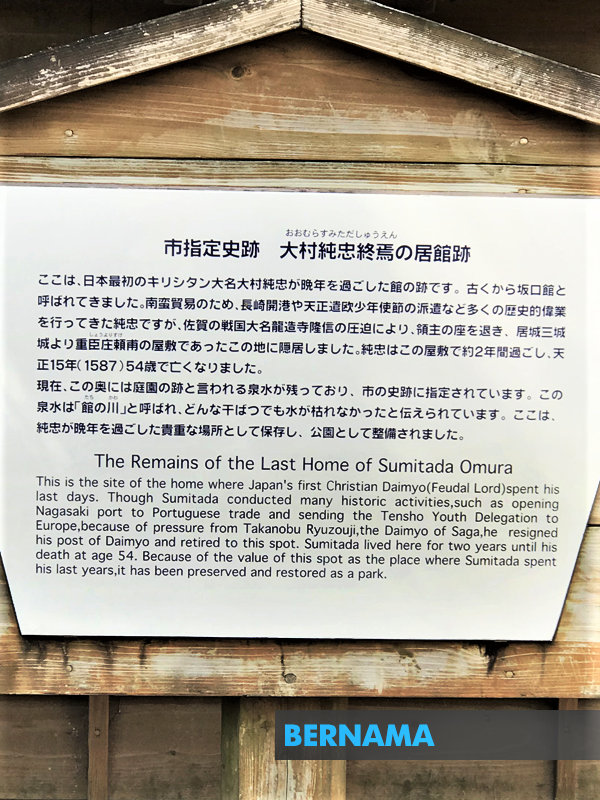 おおむらすみただしゅうえん
市指定史跡　大村純忠終焉の居館跡
ここは、日本最初のキリシタン大名大村純忠が晩年を過ごした館の跡です。古くから坂口館と
呼ばれてきました。南蛮貿易のため、長崎開港や天正遣欧少年使節の派遣など多くの歴史的偉業
を行ってきた純忠ですが、佐賀の戦国大名龍造寺隆信の圧迫により、領主の座を退き、居城三城
しょうよりすけ
城より重臣庄頼甫の屋敷であったこの地に隠居しました。純忠はこの屋敷で約2年間過ごし、天
正15年(1587)54歳で亡くなりました。
現在、この奥には庭園の跡と言われる泉水が残っており、市の史跡に指定されています。この
たち　かわ
泉水は「館の川」と呼ばれ、どんな干ばつでも水が枯れなかったと伝えられています。ここは、
純忠が晩年を過ごした貴重な場所として保存し、公園として整備されました。
The Remains of the Last Home of Sumitada Omura
This is the site of the home where Japan's first Christian Daimyo(Feudal Lord)spent his
last days. Though Sumitada conducted many historic activities,such as opening
Nagasaki port to Portuguese trade and sending the Tensho Youth Delegation to
Europe,because of pressure from Takanobu Ryuzouji,the Daimyo of Saga,he resigned
his post of Daimyo and retired to this spot. Sumitada lived here for two years until his
death at age 54. Because of the value of this spot as the place where Sumitada spent
his last years,it has been preserved and restored as a park.
BERNAMA